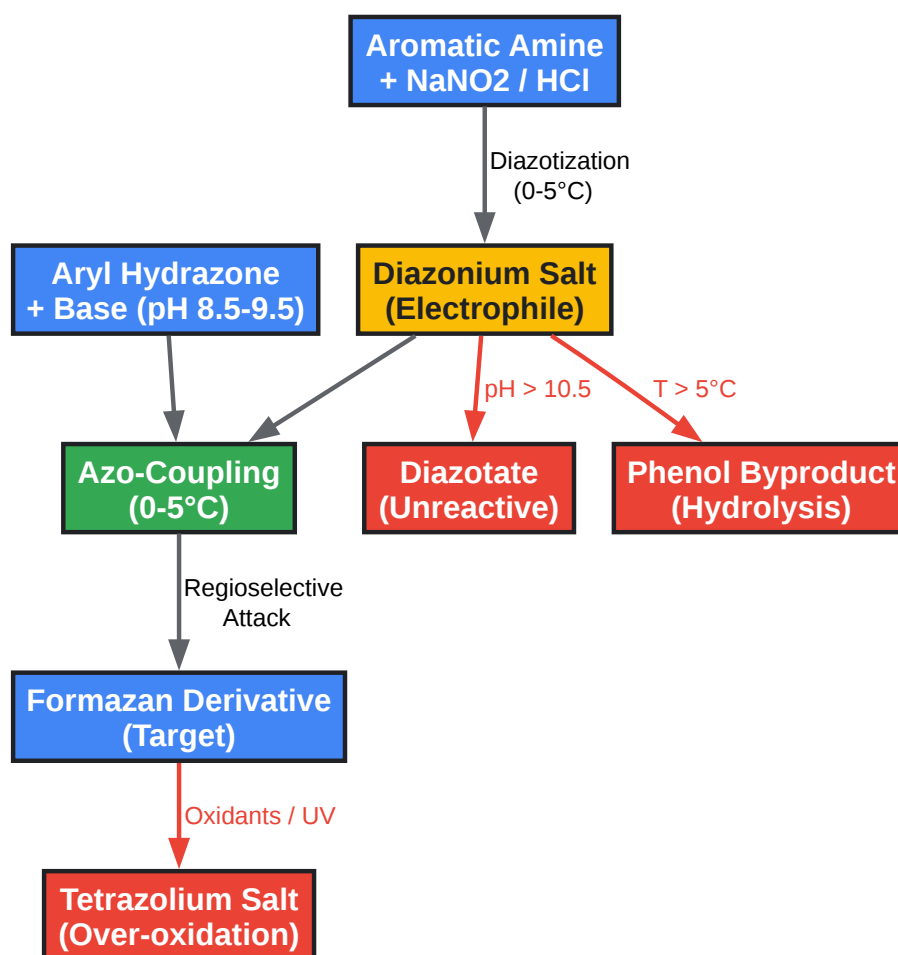 Aromatic Amine
+ NaNO2 / HCl
Diazotization
(0-5°C)
Aryl Hydrazone
+ Base (pH 8.5-9.5)
Diazonium Salt
(Electrophile)
pH > 10.5
T > 5°C
Azo-Coupling
(0-5°C)
Diazotate
(Unreactive)
Phenol Byproduct
(Hydrolysis)
Regioselective
Attack
Formazan Derivative
(Target)
Oxidants / UV
Tetrazolium Salt
(Over-oxidation)